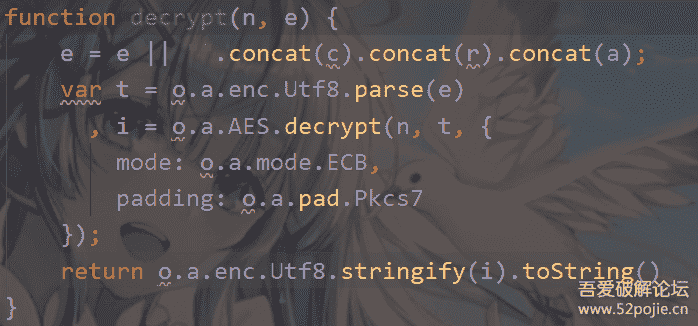 function decrypt(n, e) {
    e = e || .concat(c).concat(r).concat(a);
    var t = o.a.enc.Utf8.parse(e)
      , i = o.a.AES.decrypt(n, t, {
        mode: o.a.mode.ECB,
        padding: o.a.pad.Pkcs7
    });
    return o.a.enc.Utf8.stringify(i).toString()
}
吾爱破解论坛
www.52pojie.cn